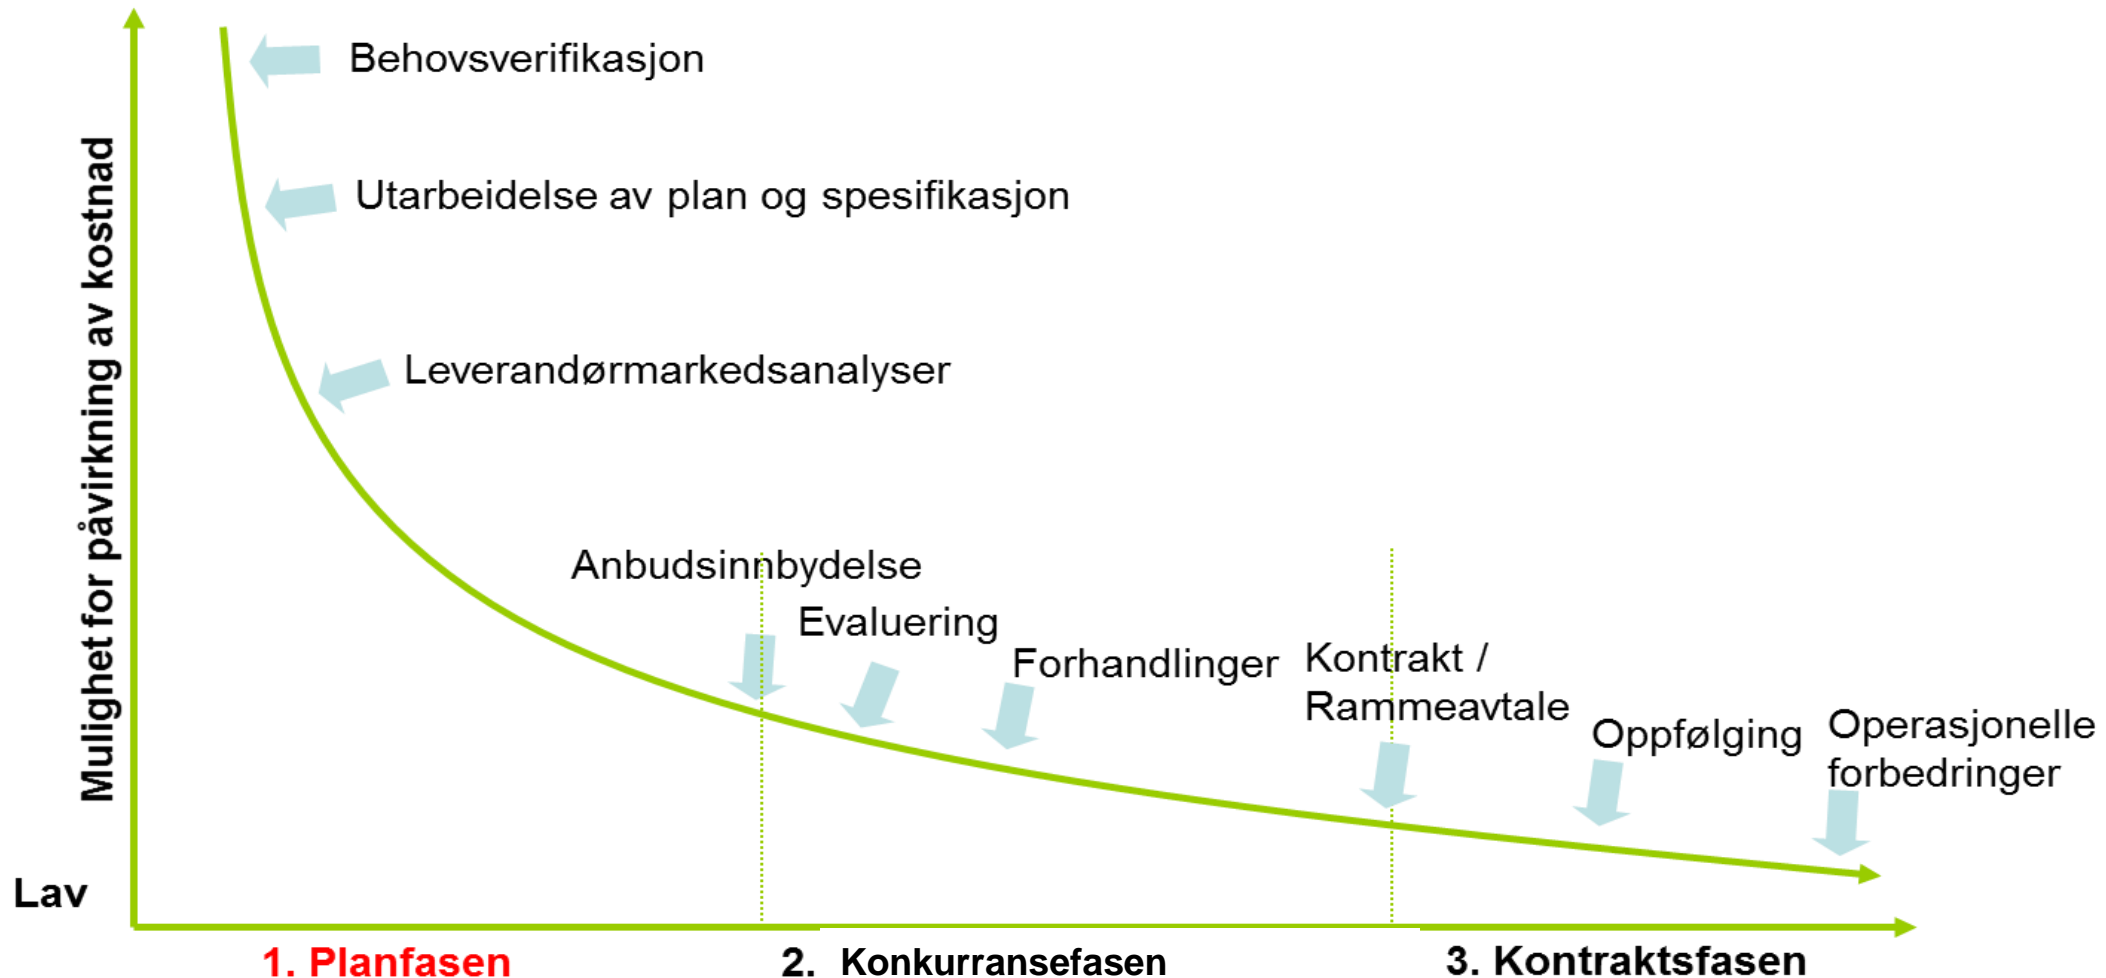 Behovsverifikasjon
Utarbeidelse av plan og spesifikasjon
Mulighet for påvirkning av kostnad
Leverandørmarkedsanalyser
Anbudsinnbydelse
Evaluering
Forhandlinger
Kontrakt /
Rammeavtale
Oppfølging
Operasjonelle
forbedringer
Lav
1. Planfasen
2. Konkurransefasen
3. Kontraktsfasen